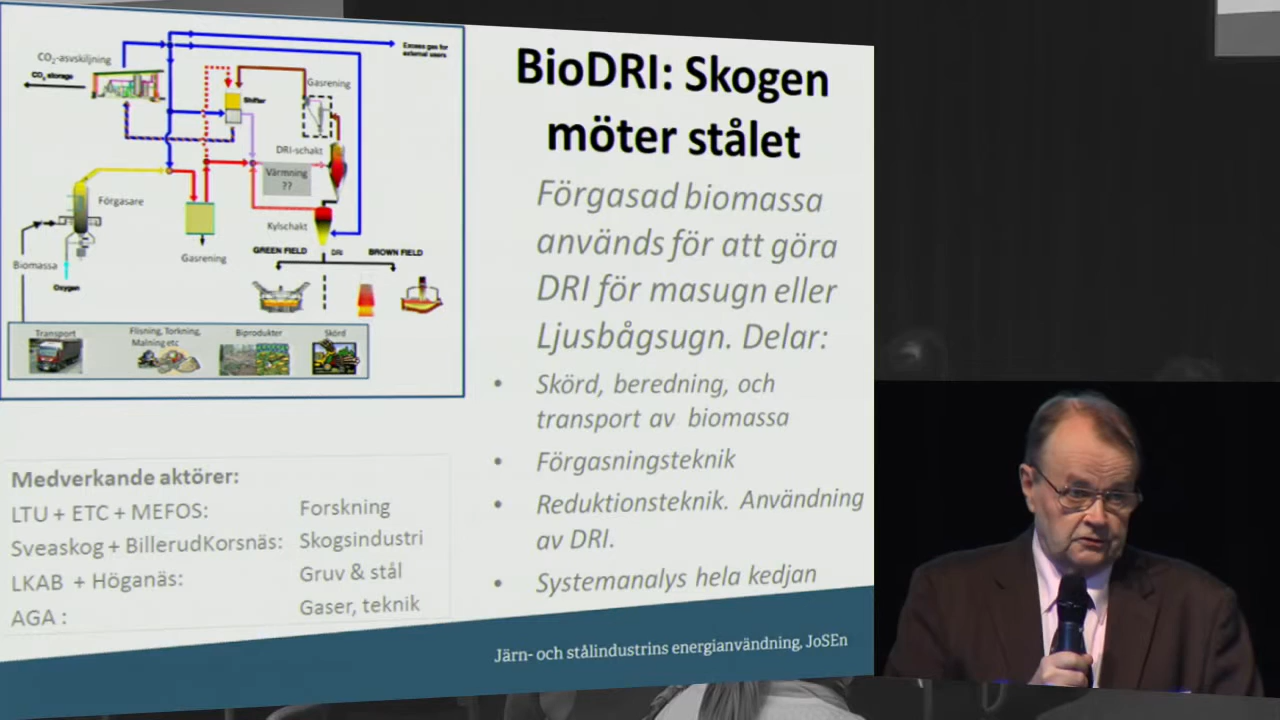 CO₂-asvskiljning
CO₂ storage
Excess gas for
external users
Gasrening
Shifter
DRI-schakt
Värmning
??
Förgasare
Kylschakt
Gasrening
GREEN FIELD
DRI
BROWN FIELD
Biomassa
Oxygen
Transport
Flisning, Torkning,
Malning etc
Biprodukter
Skörd
BioDRI: Skogen
möter stålet
Förgasad biomassa
används för att göra
DRI för masugn eller
Ljusbågsugn. Delar:
• Skörd, beredning, och
transport av biomassa
• Förgasningsteknik
• Reduktionsteknik. Användning
av DRI.
• Systemanalys hela kedjan
Medverkande aktörer:
LTU + ETC + MEFOS: Forskning
Sveaskog + BillerudKorsnäs: Skogsindustri
LKAB + Höganäs: Gruv & stål
AGA : Gaser, teknik
Järn- och stålindustrins energianvändning, JoSEn